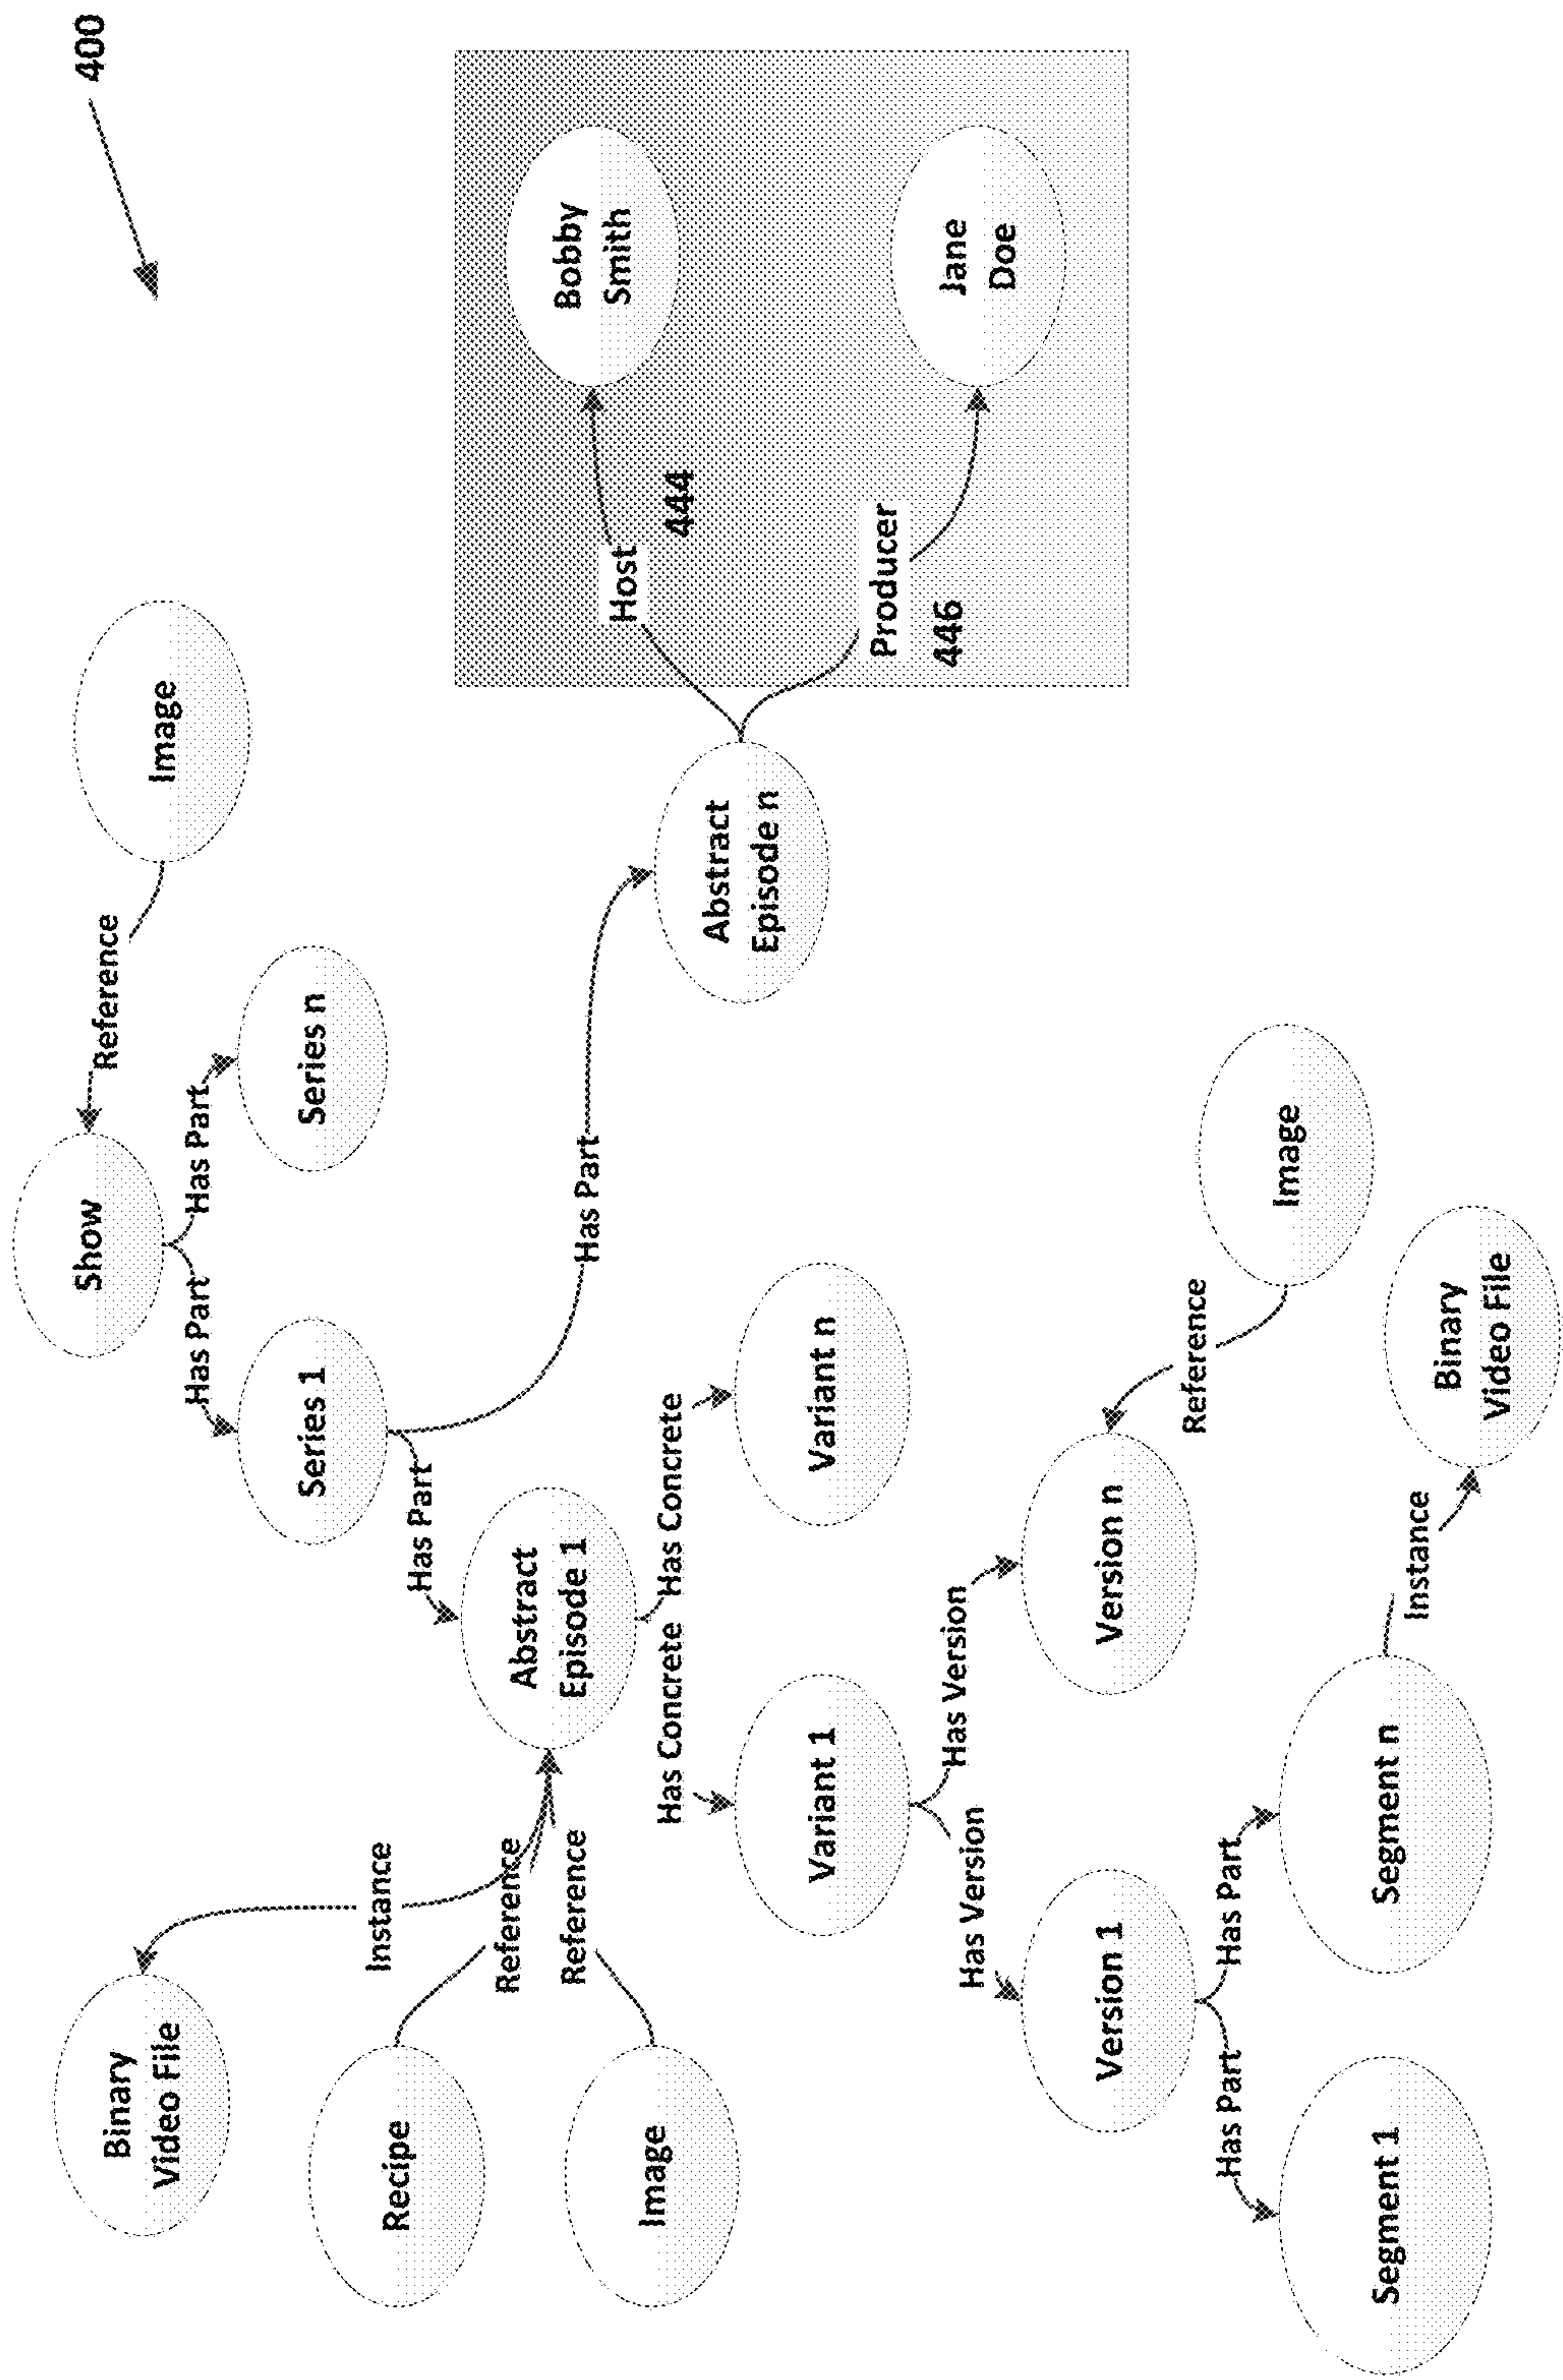 400
Show
Reference
Image
Has Part
Has Part
Series 1
Series n
Has Part
Has Part
Binary
Video File
Instance
Recipe
Reference
Image
Reference
Abstract
Episode 1
Abstract
Episode n
Host
444
Bobby
Smith
Producer
446
Jane
Doe
Has Concrete
Has Concrete
Variant 1
Variant n
Has Version
Has Version
Version 1
Version n
Reference
Image
Has Part
Has Part
Segment 1
Segment n
Instance
Binary
Video File